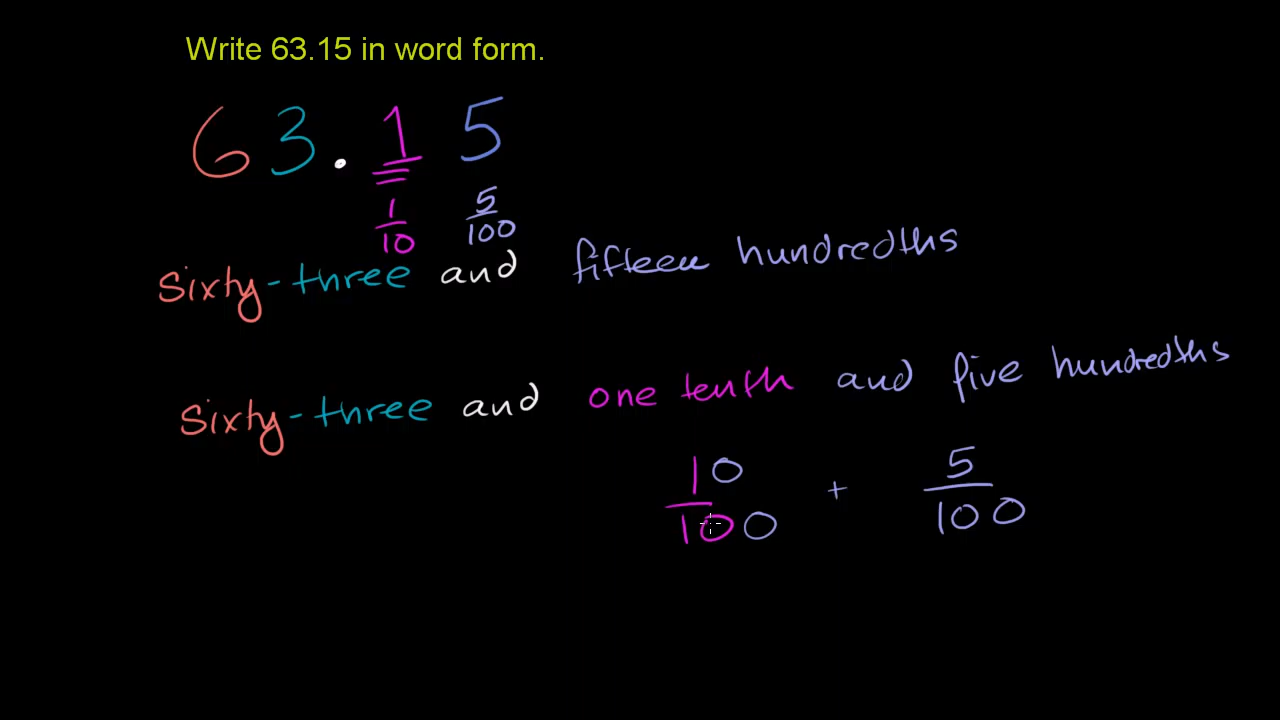 Write 63.15 in word form.
63.15
1/10 5/100
Sixty-three and fifteen hundredths
Sixty-three and one tenth and five hundredths
10/100 + 5/100